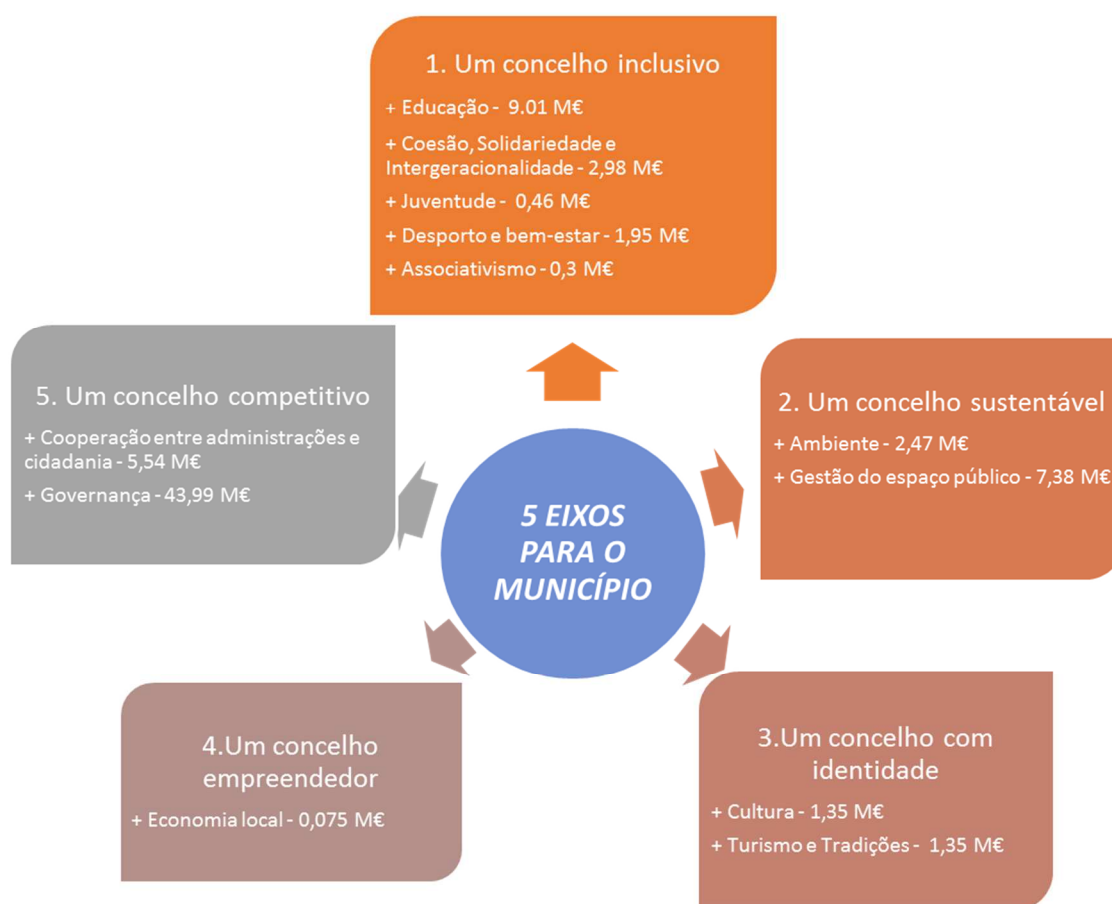 1. Um concelho inclusivo
+ Educação - 9.01 M€
+ Coesão, Solidariedade e
Intergeracionalidade - 2,98 M€
+ Juventude - 0,46 M€
+ Desporto e bem-estar - 1,95 M€
+ Associativismo - 0,3 M€
5. Um concelho competitivo
+ Cooperação entre administrações e
cidadania - 5,54 M€
+ Governança - 43,99 M€
2. Um concelho sustentável
+ Ambiente - 2,47 M€
+ Gestão do espaço público - 7,38 M€
5 EIXOS
PARA O
MUNICÍPIO
4.Um concelho
empreendedor
+ Economia local - 0,075 M€
3.Um concelho com
identidade
+ Cultura - 1,35 M€
+ Turismo e Tradições - 1,35 M€